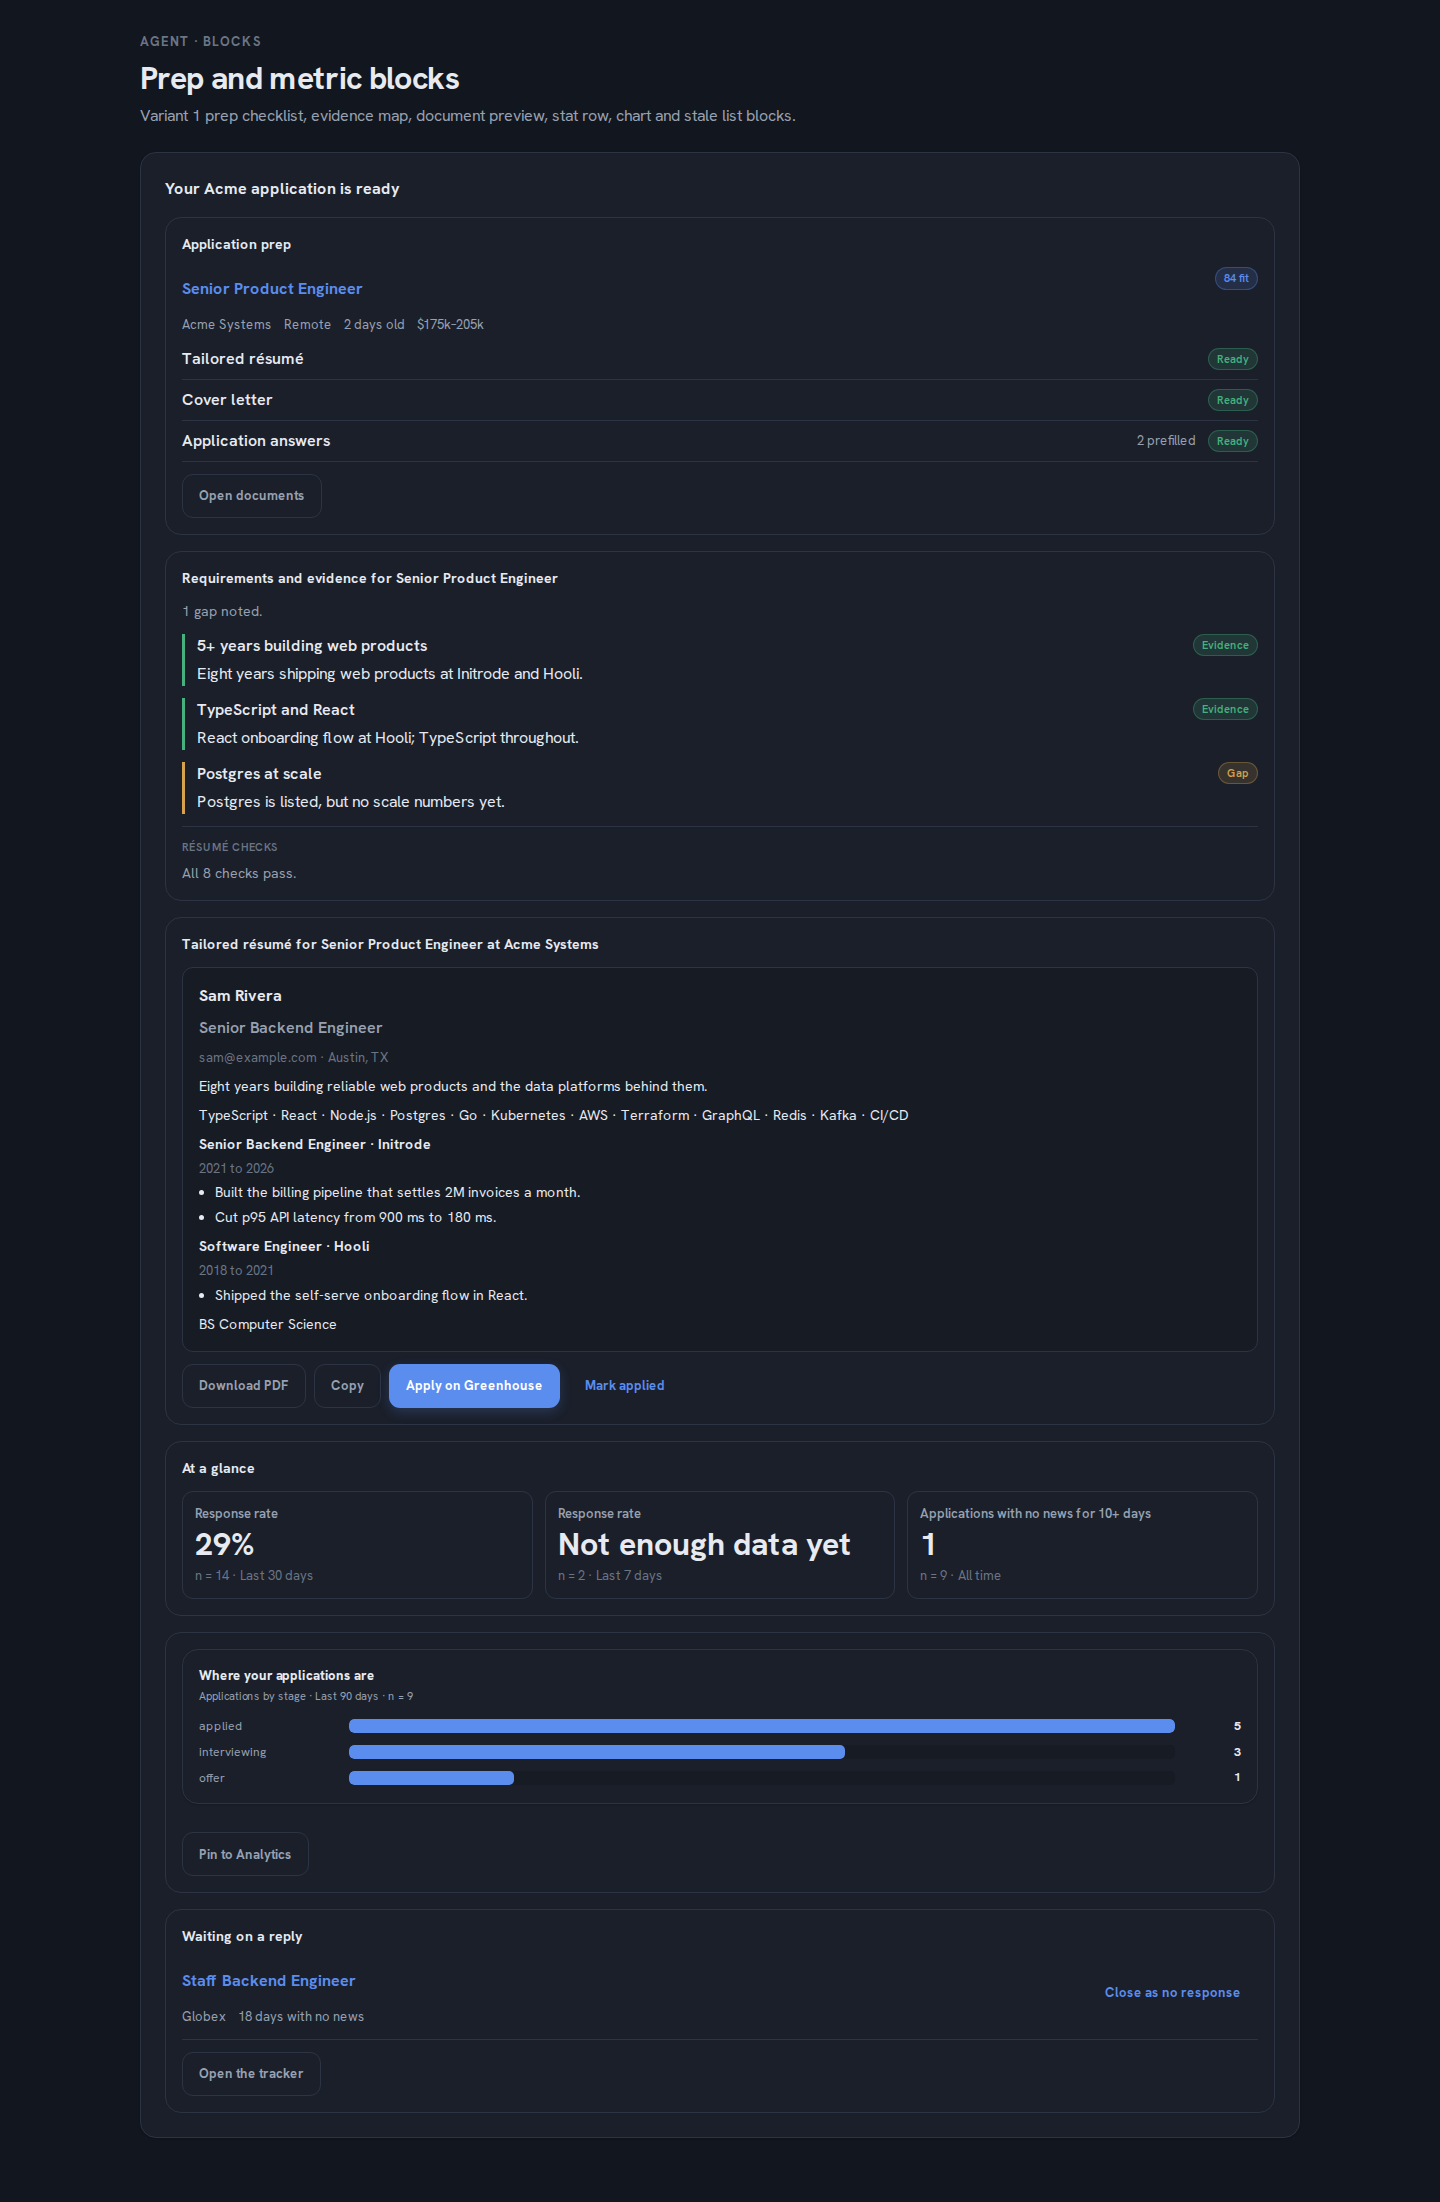 AGENT · BLOCKS
Prep and metric blocks
Variant 1 prep checklist, evidence map, document preview, stat row, chart and stale list blocks.
Your Acme application is ready
Application prep
Senior Product Engineer
84 fit
Acme Systems Remote 2 days old $175k–205k
Tailored résumé Ready
Cover letter Ready
Application answers 2 prefilled Ready
Open documents
Requirements and evidence for Senior Product Engineer
1 gap noted.
5+ years building web products Evidence
Eight years shipping web products at Initrode and Hooli.
TypeScript and React Evidence
React onboarding flow at Hooli; TypeScript throughout.
Postgres at scale Gap
Postgres is listed, but no scale numbers yet.
RÉSUMÉ CHECKS
All 8 checks pass.
Tailored résumé for Senior Product Engineer at Acme Systems
Sam Rivera
Senior Backend Engineer
sam@example.com · Austin, TX
Eight years building reliable web products and the data platforms behind them.
TypeScript · React · Node.js · Postgres · Go · Kubernetes · AWS · Terraform · GraphQL · Redis · Kafka · CI/CD
Senior Backend Engineer · Initrode
2021 to 2026
• Built the billing pipeline that settles 2M invoices a month.
• Cut p95 API latency from 900 ms to 180 ms.
Software Engineer · Hooli
2018 to 2021
• Shipped the self-serve onboarding flow in React.
BS Computer Science
Download PDF Copy Apply on Greenhouse Mark applied
At a glance
Response rate
29%
n = 14 · Last 30 days
Response rate
Not enough data yet
n = 2 · Last 7 days
Applications with no news for 10+ days
1
n = 9 · All time
Where your applications are
Applications by stage · Last 90 days · n = 9
applied 5
interviewing 3
offer 1
Pin to Analytics
Waiting on a reply
Staff Backend Engineer
Close as no response
Globex 18 days with no news
Open the tracker